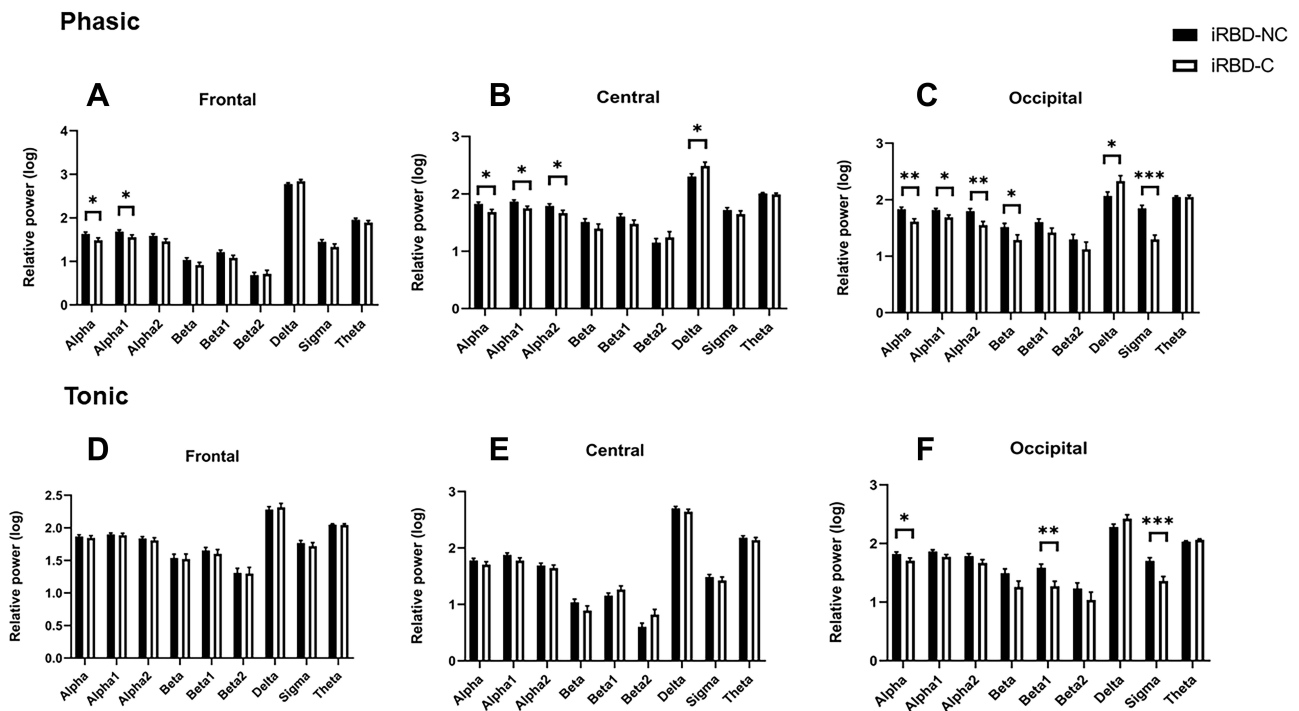 Phasic
iRBD-NC
iRBD-C
A
Frontal
Relative power (log)
4
3
2
1
0
* *
Alpha Alpha1 Alpha2 Beta Beta1 Beta2 Delta Sigma Theta
B
Central
Relative power (log)
3
2
1
0
* * * *
Alpha Alpha1 Alpha2 Beta Beta1 Beta2 Delta Sigma Theta
C
Occipital
Relative power (log)
3
2
1
0
** * ** * * ***
Alpha Alpha1 Alpha2 Beta Beta1 Beta2 Delta Sigma Theta
Tonic
D
Frontal
Relative power (log)
2.5
2.0
1.5
1.0
0.5
0.0
Alpha Alpha1 Alpha2 Beta Beta1 Beta2 Delta Sigma Theta
E
Central
Relative power (log)
3
2
1
0
Alpha Alpha1 Alpha2 Beta Beta1 Beta2 Delta Sigma Theta
F
Occipital
Relative power (log)
3
2
1
0
* ** ***
Alpha Alpha1 Alpha2 Beta Beta1 Beta2 Delta Sigma Theta